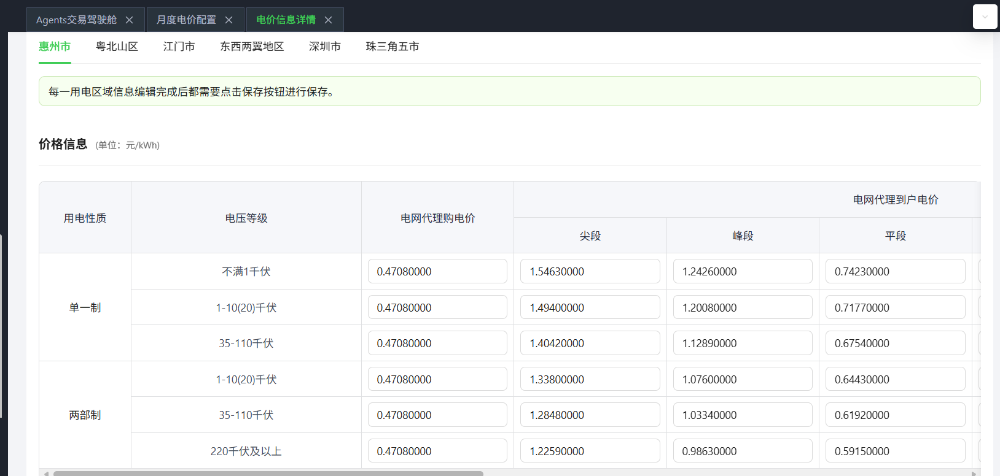 Agents交易驾驶舱 月度电价配置 电价信息详情
惠州市 粤北山区 江门市 东西两翼地区 深圳市 珠三角五市
每一用电区域信息编辑完成后都需要点击保存按钮进行保存。
价格信息 (单位：元/kWh)
用电性质 电压等级 电网代理购电价 电网代理到户电价
尖段 峰段 平段
单一制
不满1千伏 0.47080000 1.54630000 1.24260000 0.74230000
1-10(20)千伏 0.47080000 1.49400000 1.20080000 0.71770000
35-110千伏 0.47080000 1.40420000 1.12890000 0.67540000
两部制
1-10(20)千伏 0.47080000 1.33800000 1.07600000 0.64430000
35-110千伏 0.47080000 1.28480000 1.03340000 0.61920000
220千伏及以上 0.47080000 1.22590000 0.98630000 0.59150000